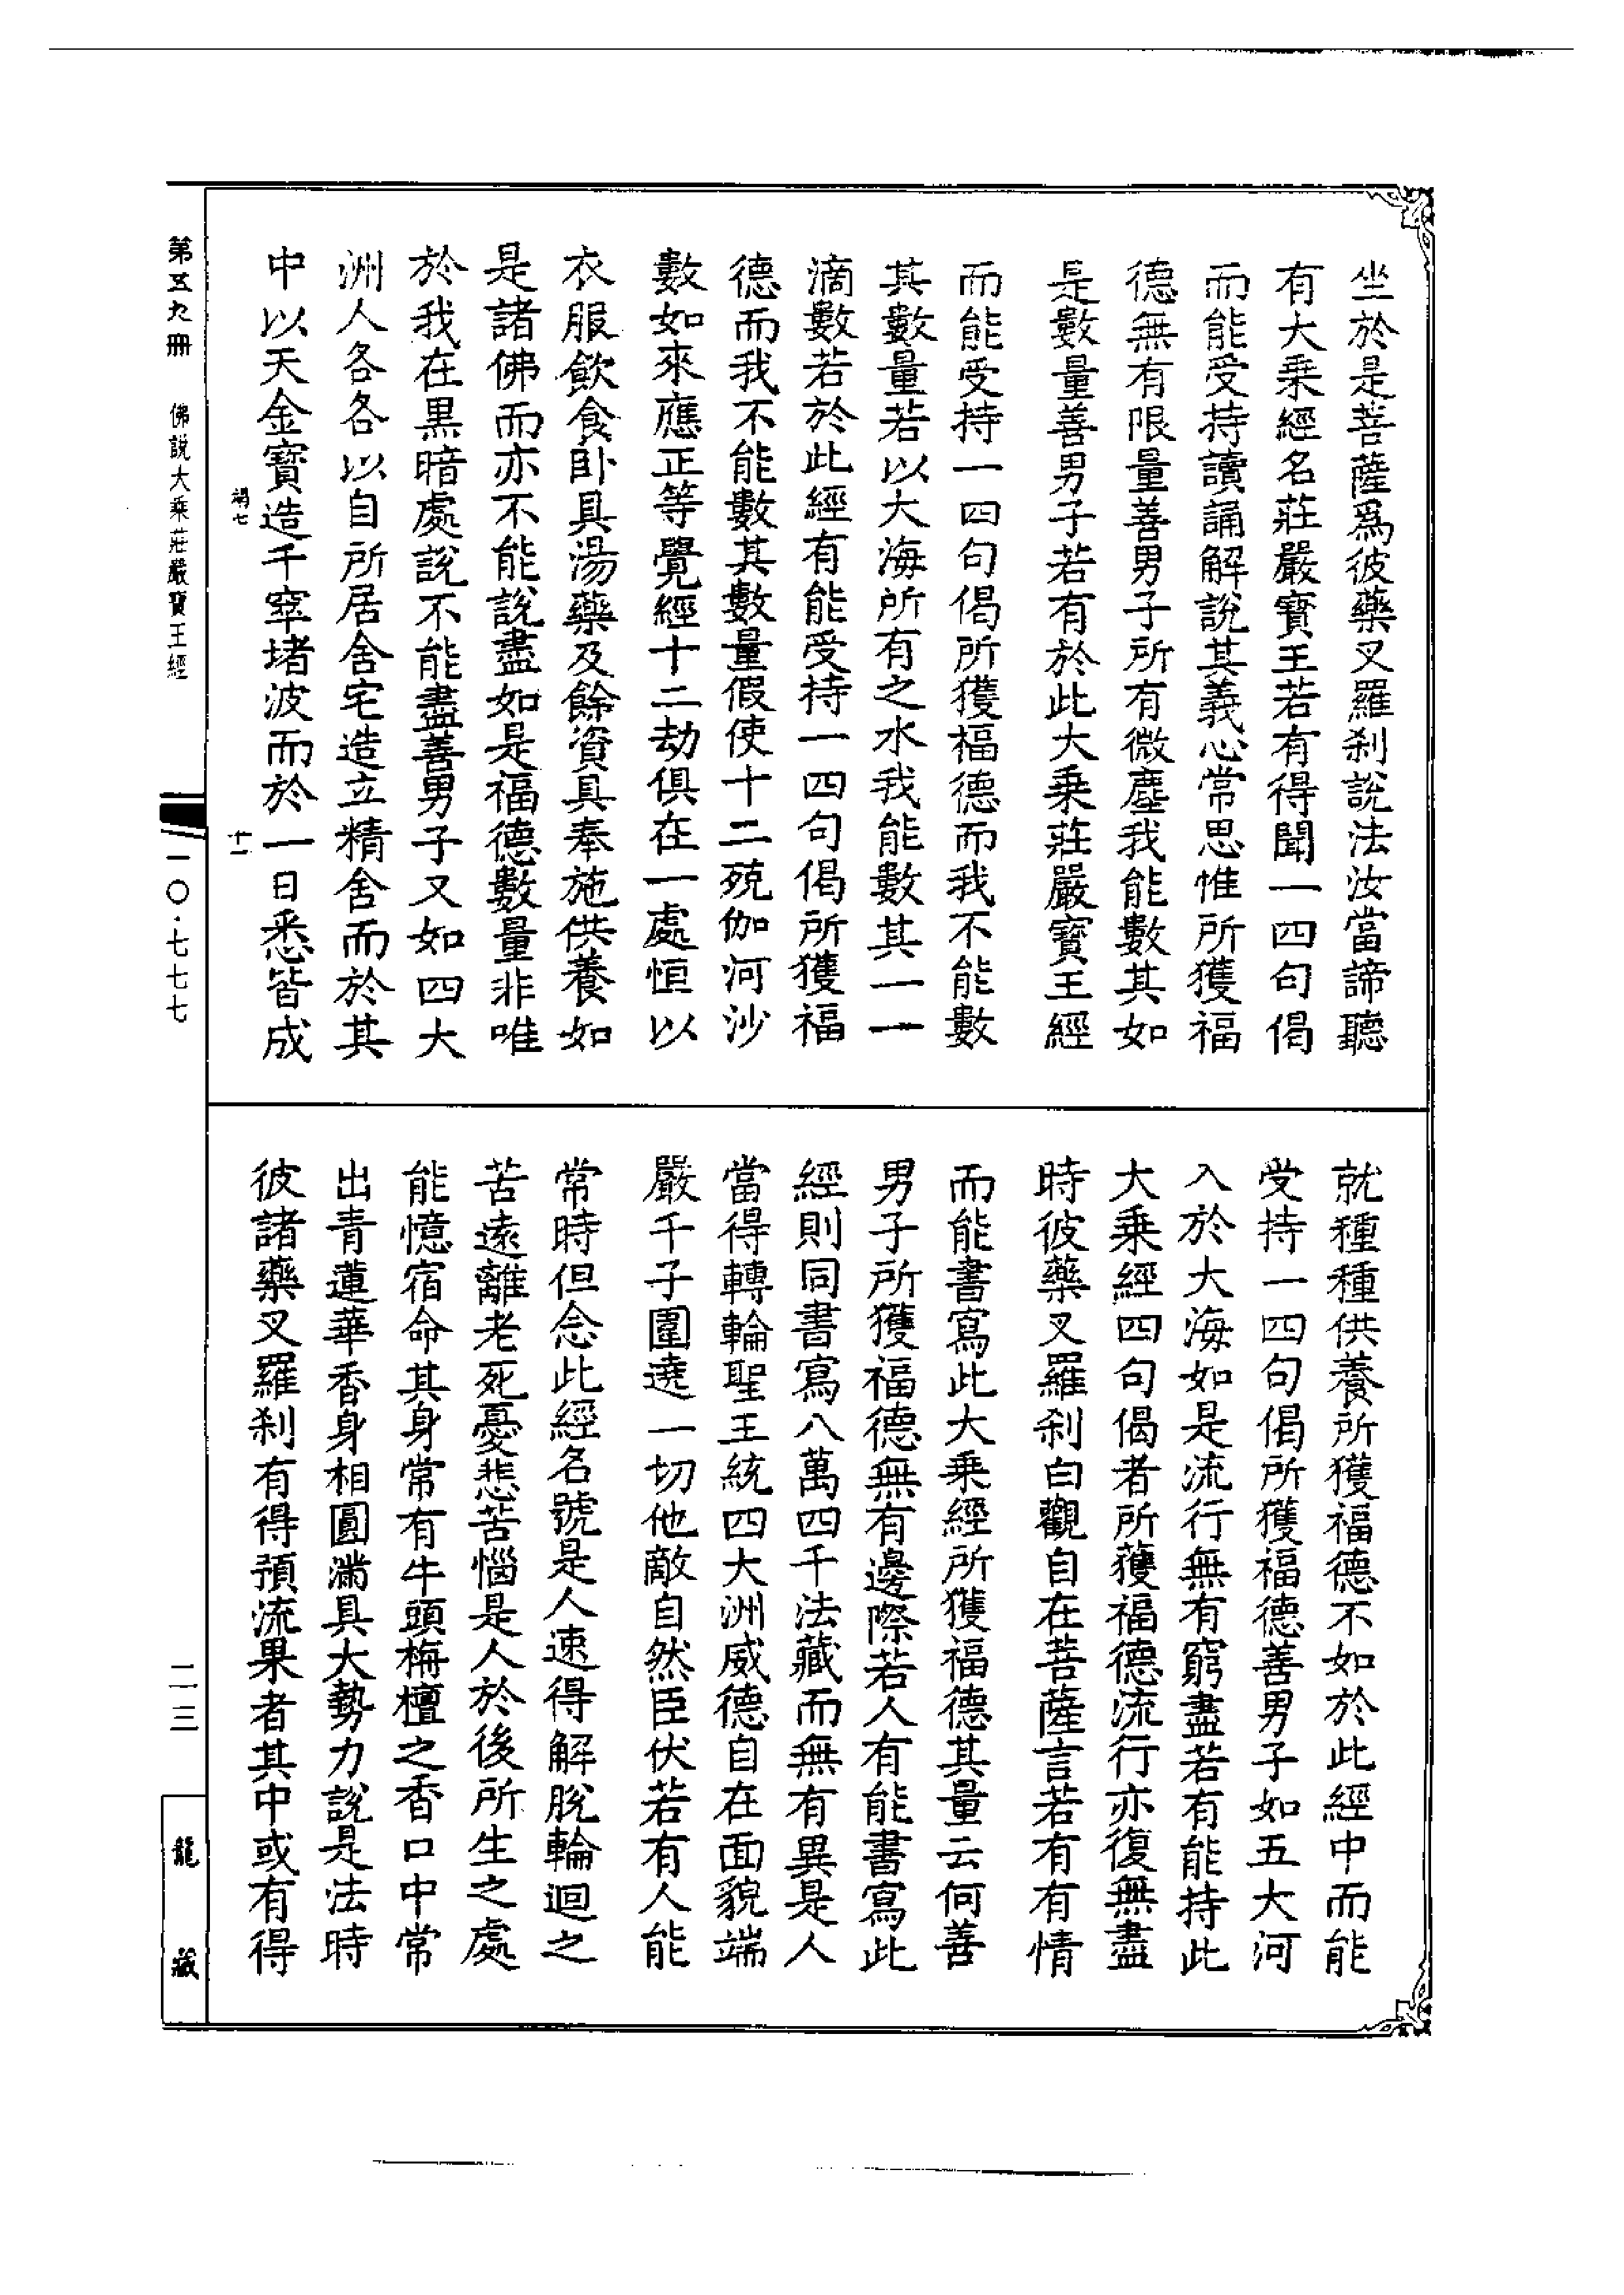 坐於是菩薩爲彼藥叉羅刹說法汝當諦聽
有大乘經名莊嚴寶王若有得聞一四句偈
而能受持讀誦解說其義心常思惟所獲福
德無有限量善男子所有微塵我能數其如
是數量善男子若有於此大乘莊嚴寶王經
而能受持一四句偈所獲福德而我不能數
其數量若以大海所有之水我能數其一一
滴數若於此經有能受持一四句偈所獲福
德而我不能數其數量假使十二殑伽河沙
數如來應正等覺經十二劫俱在一處恒以
衣服飲食卧具湯藥及餘資具奉施供養如
是諸佛而亦不能說盡如是福德數量非唯
於我在黑暗處說不能盡善男子又如四大
洲人各各以自所居舍宅造立精舍而於其
中以天金寶造千窣堵波而於一日悉皆成
就種種供養所獲福德不如於此經中而能
受持一四句偈所獲福德善男子如五大河
入於大海如是流行無有窮盡若有能持此
大乘經四句偈者所獲福德流行亦復無盡
時彼藥叉羅刹白觀自在菩薩言若有有情
而能書寫此大乘經所獲福德其量云何善
男子所獲福德無有邊際若人有能書寫此
經則同書寫八萬四千法藏而無有異是人
當得轉輪聖王統四大洲威德自在面貌端
嚴千子圍遶一切他敵自然臣伏若有人能
常時但念此經名號是人速得解脫輪迴之
苦遠離老死憂悲苦惱是人於後所生之處
能憶宿命其身常有牛頭栴檀之香口中常
出青蓮華香身相圓滿具大勢力說是法時
彼諸藥叉羅刹有得預流果者其中或有得
七 十一
第五九冊 佛說大乘莊嚴寶王經 一〇·七七七 二三 龍藏